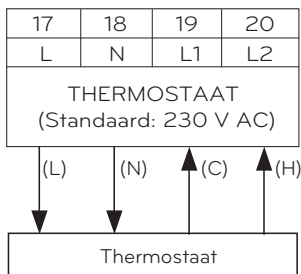 17 18 19 20
L N L1 L2
THERMOSTAAT
(Standaard: 230 V AC)
(L) (N) (C) (H)
Thermostaat